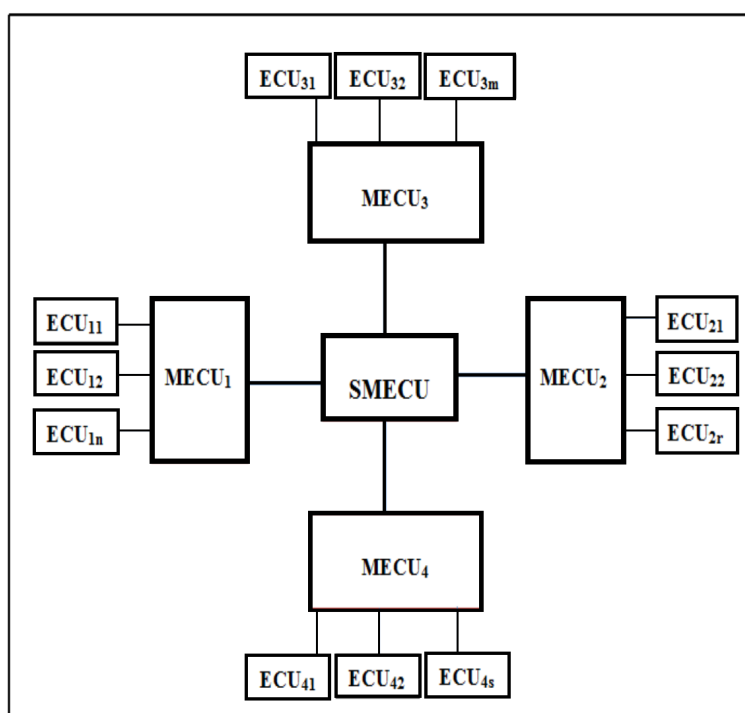 ECU₃₁ ECU₃₂ ECU₃ₘ
MECU₃
ECU₁₁
ECU₁₂
ECU₁ₙ
MECU₁
SMECU
MECU₂
ECU₂₁
ECU₂₂
ECU₂ᵣ
MECU₄
ECU₄₁ ECU₄₂ ECU₄ₛ